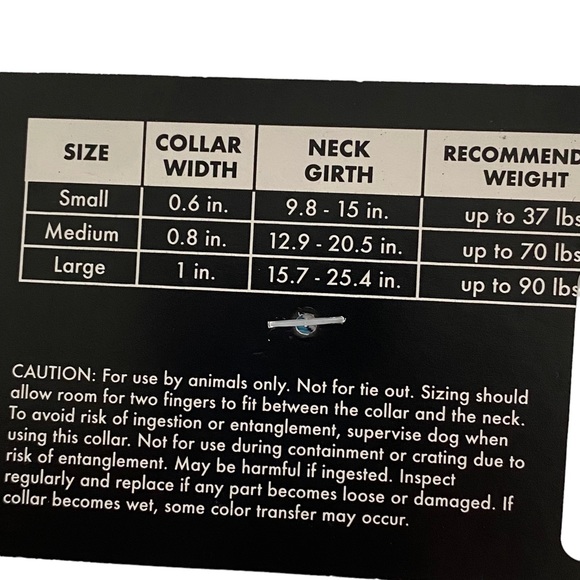 SIZE COLLAR WIDTH NECK GIRTH RECOMMEND WEIGHT
Small 0.6 in. 9.8 - 15 in. up to 37 lbs
Medium 0.8 in. 12.9 - 20.5 in. up to 70 lbs
Large 1 in. 15.7 - 25.4 in. up to 90 lbs
CAUTION: For use by animals only. Not for tie out. Sizing should
allow room for two fingers to fit between the collar and the neck.
To avoid risk of ingestion or entanglement, supervise dog when
using this collar. Not for use during containment or crating due to
risk of entanglement. May be harmful if ingested. Inspect
regularly and replace if any part becomes loose or damaged. If
collar becomes wet, some color transfer may occur.